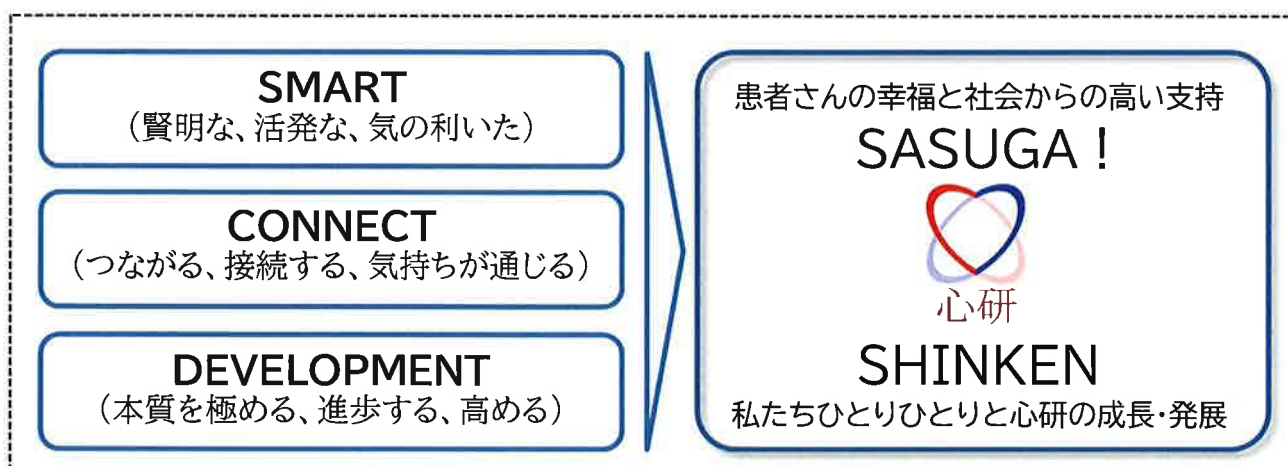 SMART
(賢明な、活発な、気の利いた)
CONNECT
(つながる、接続する、気持ちが通じる)
DEVELOPMENT
(本質を極める、進歩する、高める)
患者さんの幸福と社会からの高い支持
SASUGA！
心研
SHINKEN
私たちひとりひとりと心研の成長・発展